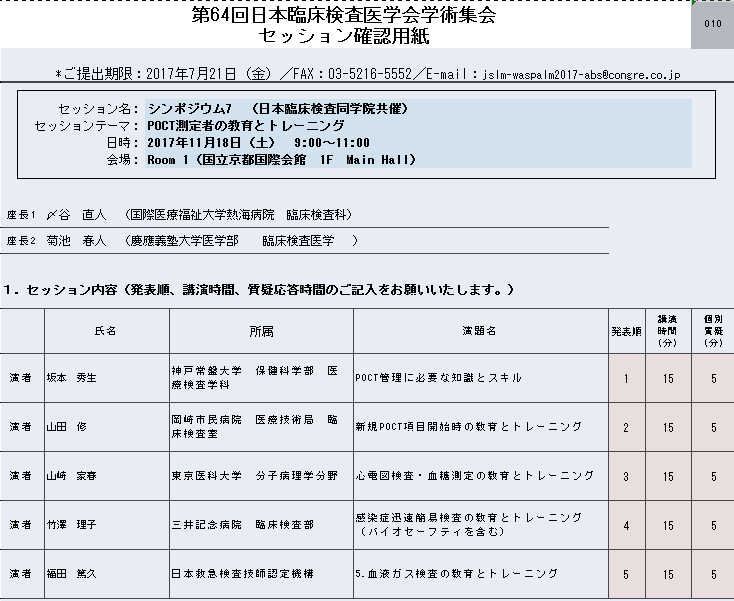 第64回日本臨床検査医学会学術集会
セッション確認用紙
010
*ご提出期限：2017年7月21日（金）／FAX：03-5216-5552／E-mail：jslm-waspalm2017-abs@congre.co.jp
セッション名： シンポジウム7　（日本臨床検査同学院共催）
セッションテーマ： POCT測定者の教育とトレーニング
日時： 2017年11月18日（土）　9:00～11:00
会場： Room 1（国立京都国際会館　1F　Main Hall）
座長1 〆谷　直人　（国際医療福祉大学熱海病院　臨床検査科）
座長2 菊池　春人　（慶應義塾大学医学部　　臨床検査医学　）
１．セッション内容（発表順、講演時間、質疑応答時間のご記入をお願いいたします。）
氏名 所属 演題名 発表順 講演時間（分） 個別質疑（分）
演者 坂本　秀生 神戸常盤大学　保健科学部　医療検査学科 POCT管理に必要な知識とスキル 1 15 5
演者 山田　修 岡崎市民病院　医療技術局　臨床検査室 新規POCT項目開始時の教育とトレーニング 2 15 5
演者 山崎　家春 東京医科大学　分子病理学分野 心電図検査・血糖測定の教育とトレーニング 3 15 5
演者 竹澤　理子 三井記念病院　臨床検査部 感染症迅速簡易検査の教育とトレーニング（バイオセーフティを含む） 4 15 5
演者 福田　篤久 日本救急検査技師認定機構 5.血液ガス検査の教育とトレーニング 5 15 5